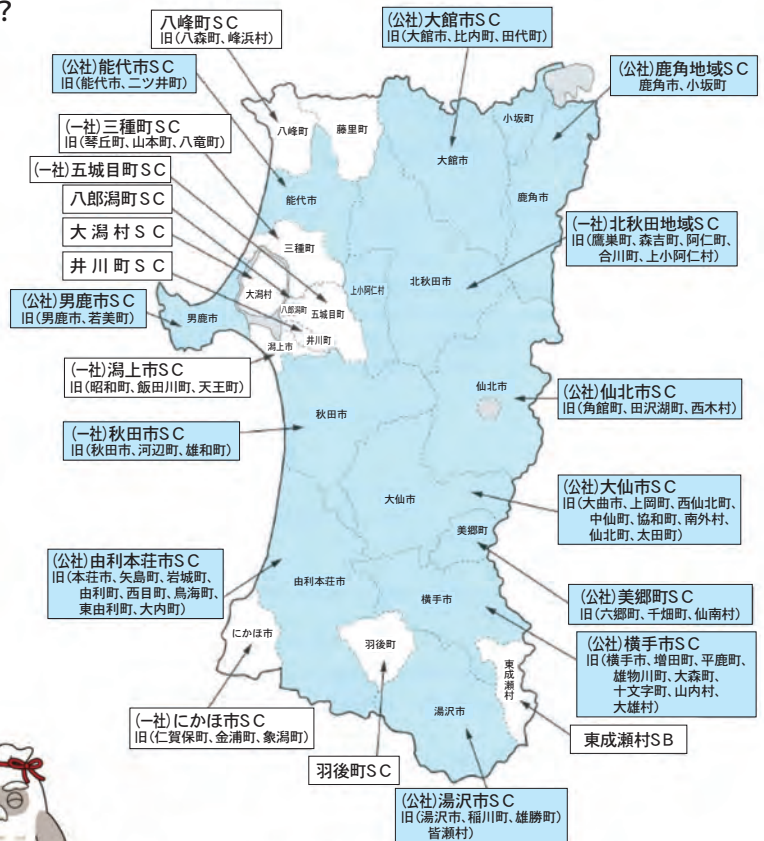 ?
八峰町ＳＣ
旧(八森町、峰浜村)
(公社)大館市ＳＣ
旧(大館市、比内町、田代町)
(公社)能代市ＳＣ
旧(能代市、二ツ井町)
(公社)鹿角地域ＳＣ
鹿角市、小坂町
(一社)三種町ＳＣ
旧(琴丘町、山本町、八竜町)
(一社)五城目町ＳＣ
八郎潟町ＳＣ
大潟村ＳＣ
井川町ＳＣ
(一社)北秋田地域ＳＣ
旧(鷹巣町、森吉町、阿仁町、
合川町、上小阿仁村)
(公社)男鹿市ＳＣ
旧(男鹿市、若美町)
(一社)潟上市ＳＣ
旧(昭和町、飯田川町、天王町)
(公社)仙北市ＳＣ
旧(角館町、田沢湖町、西木村)
(一社)秋田市ＳＣ
旧(秋田市、河辺町、雄和町)
(公社)大仙市ＳＣ
旧(大曲市、上岡町、西仙北町、
中仙町、協和町、南外村、
仙北町、太田町)
(公社)由利本荘市ＳＣ
旧(本荘市、矢島町、岩城町、
由利町、西目町、鳥海町、
東由利町、大内町)
(公社)美郷町ＳＣ
旧(六郷町、千畑町、仙南村)
(公社)横手市ＳＣ
旧(横手市、増田町、平鹿町、
雄物川町、大森町、
十文字町、山内村、
大雄村)
(一社)にかほ市ＳＣ
旧(仁賀保町、金浦町、象潟町)
羽後町ＳＣ
東成瀬村SB
(公社)湯沢市ＳＣ
旧(湯沢市、稲川町、雄勝町)
皆瀬村)
八峰町
藤里町
小坂町
大館市
鹿角市
能代市
三種町
大潟村
八郎潟町
五城目町
上小阿仁村
北秋田市
男鹿市
井川町
潟上市
仙北市
秋田市
大仙市
美郷町
由利本荘市
横手市
にかほ市
羽後町
東成瀬村
湯沢市